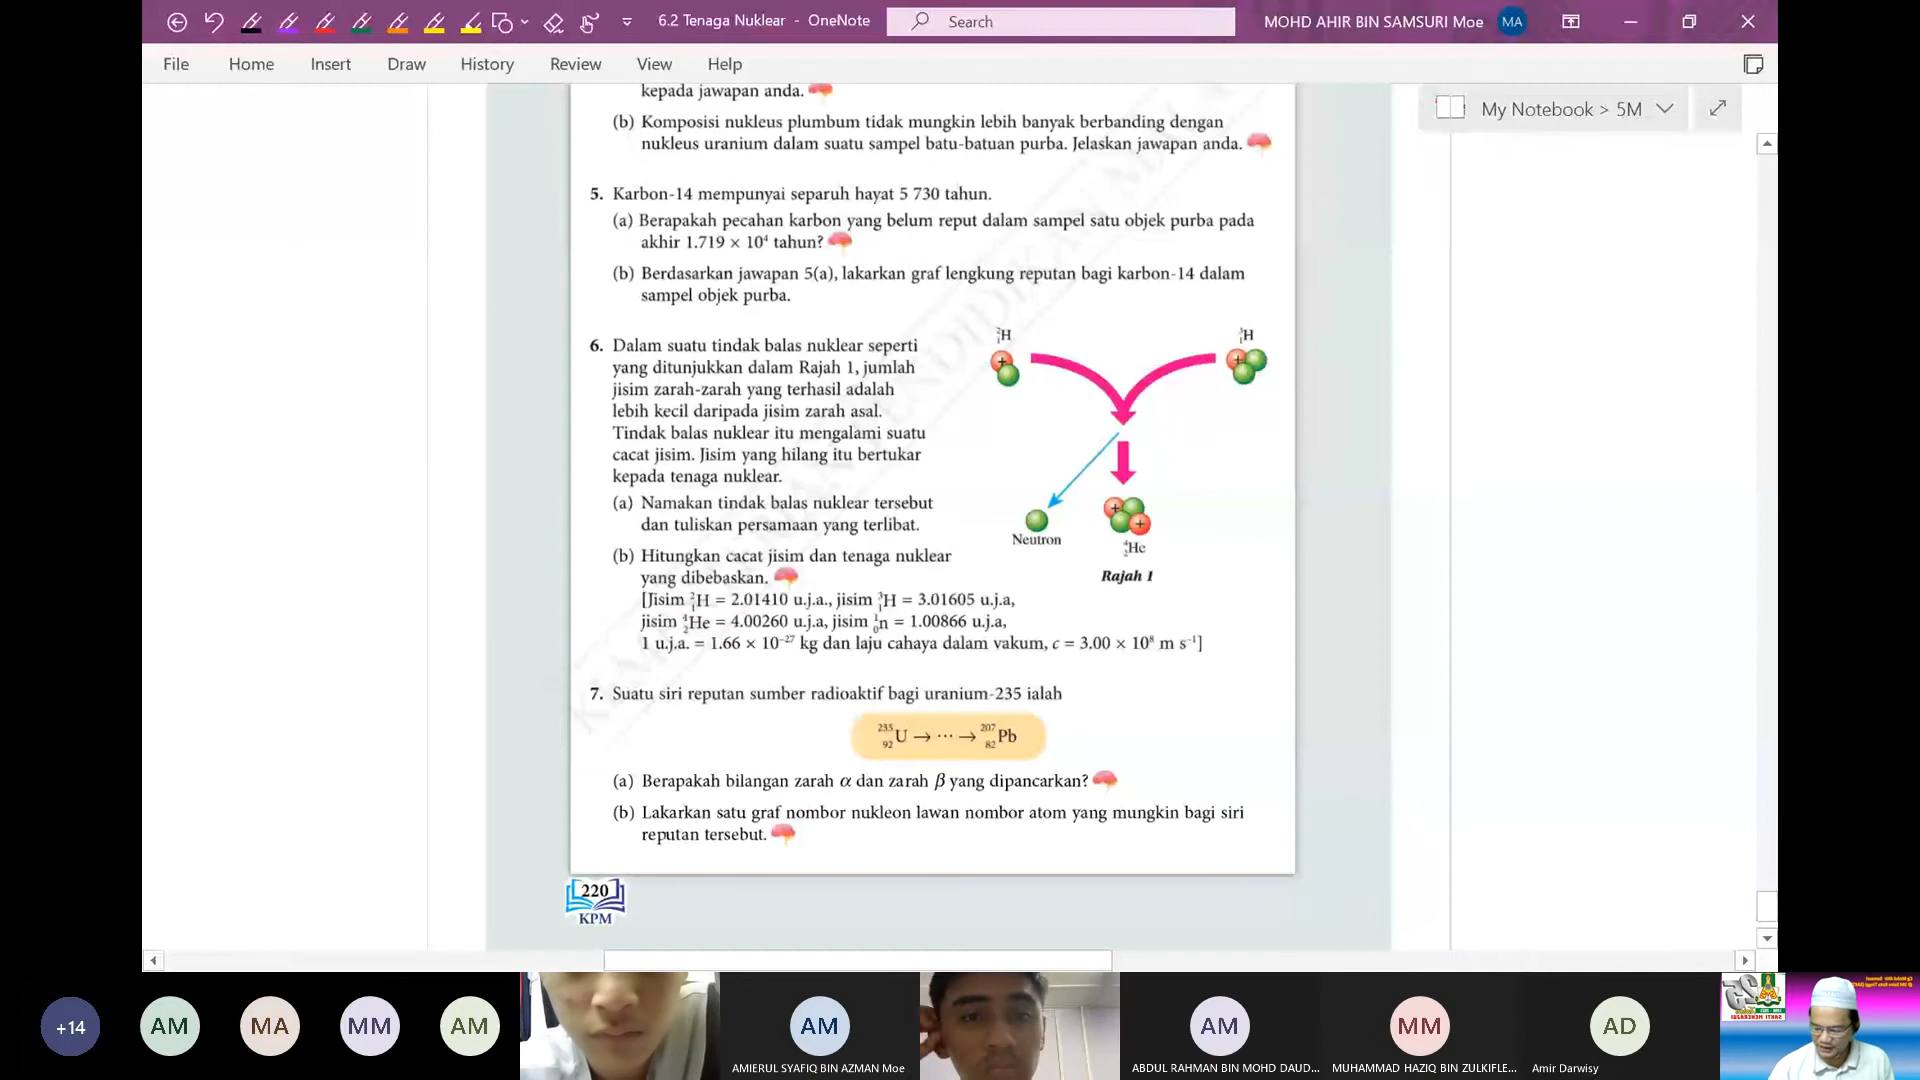 6.2 Tenaga Nuklear - OneNote
Search
MOHD AHIR BIN SAMSURI Moe
MA
File Home Insert Draw History Review View Help
My Notebook > 5M
kepada jawapan anda.
(b) Komposisi nukleus plumbum tidak mungkin lebih banyak berbanding dengan
nukleus uranium dalam suatu sampel batu-batuan purba. Jelaskan jawapan anda.
5. Karbon-14 mempunyai separuh hayat 5 730 tahun.
(a) Berapakah pecahan karbon yang belum reput dalam sampel satu objek purba pada
akhir 1.719 × 10⁴ tahun?
(b) Berdasarkan jawapan 5(a), lakarkan graf lengkung reputan bagi karbon-14 dalam
sampel objek purba.
6. Dalam suatu tindak balas nuklear seperti
yang ditunjukkan dalam Rajah 1, jumlah
jisim zarah-zarah yang terhasil adalah
lebih kecil daripada jisim zarah asal.
Tindak balas nuklear itu mengalami suatu
cacat jisim. Jisim yang hilang itu bertukar
kepada tenaga nuklear.
(a) Namakan tindak balas nuklear tersebut
dan tuliskan persamaan yang terlibat.
(b) Hitungkan cacat jisim dan tenaga nuklear
yang dibebaskan.
[Jisim ²₁H = 2.01410 u.j.a., jisim ³₁H = 3.01605 u.j.a,
jisim ⁴₂He = 4.00260 u.j.a, jisim ¹₀n = 1.00866 u.j.a,
1 u.j.a. = 1.66 × 10⁻²⁷ kg dan laju cahaya dalam vakum, c = 3.00 × 10⁸ m s⁻¹]
²₁H
³₁H
Neutron
⁴₂He
Rajah 1
7. Suatu siri reputan sumber radioaktif bagi uranium-235 ialah
²³⁵₉₂U → ··· → ²⁰⁷₈₂Pb
(a) Berapakah bilangan zarah α dan zarah β yang dipancarkan?
(b) Lakarkan satu graf nombor nukleon lawan nombor atom yang mungkin bagi siri
reputan tersebut.
220
KPM
+14
AM
MA
MM
AM
AM
AMIERUL SYAFIQ BIN AZMAN Moe
AM
ABDUL RAHMAN BIN MOHD DAUD...
MM
MUHAMMAD HAZIQ BIN ZULKIFLE...
AD
Amir Darwisy